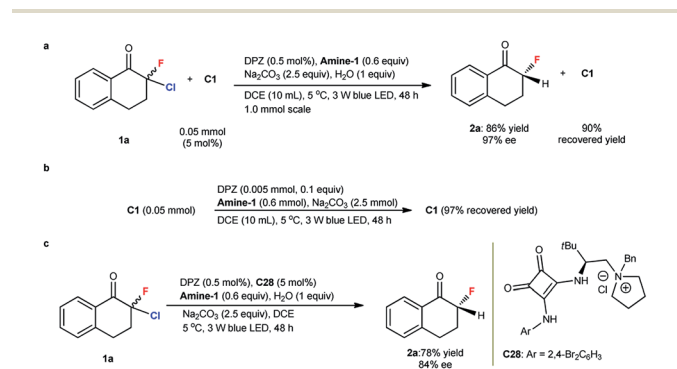 a
O
F
Cl
1a
+
C1
0.05 mmol
(5 mol%)
DPZ (0.5 mol%), Amine-1 (0.6 equiv)
Na₂CO₃ (2.5 equiv), H₂O (1 equiv)
DCE (10 mL), 5 °C, 3 W blue LED, 48 h
1.0 mmol scale
O
F
H
2a: 86% yield
97% ee
+
C1
90%
recovered yield
b
C1 (0.05 mmol)
DPZ (0.005 mmol, 0.1 equiv)
Amine-1 (0.6 mmol), Na₂CO₃ (2.5 mmol)
DCE (10 mL), 5 °C, 3 W blue LED, 48 h
C1 (97% recovered yield)
c
O
F
Cl
1a
DPZ (0.5 mol%), C28 (5 mol%)
Amine-1 (0.6 equiv), H₂O (1 equiv)
Na₂CO₃ (2.5 equiv), DCE
5 °C, 3 W blue LED, 48 h
O
F
H
2a:78% yield
84% ee
O
O
tBu
NH
Bn
N
+
⊖
Cl
NH
Ar
C28: Ar = 2,4-Br₂C₆H₃